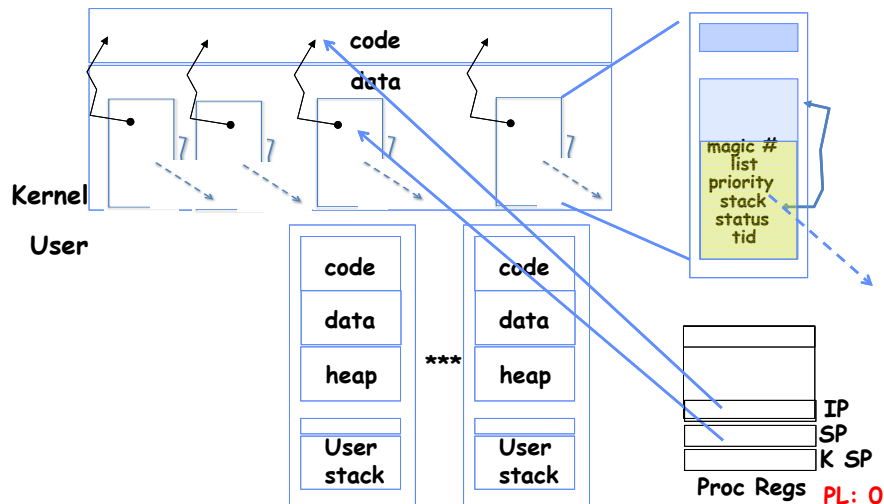 code
data
magic #
list
priority
stack
status
tid
Kernel
User
code
data
heap
User
stack
***
code
data
heap
User
stack
IP
SP
K SP
Proc Regs
PL: 0